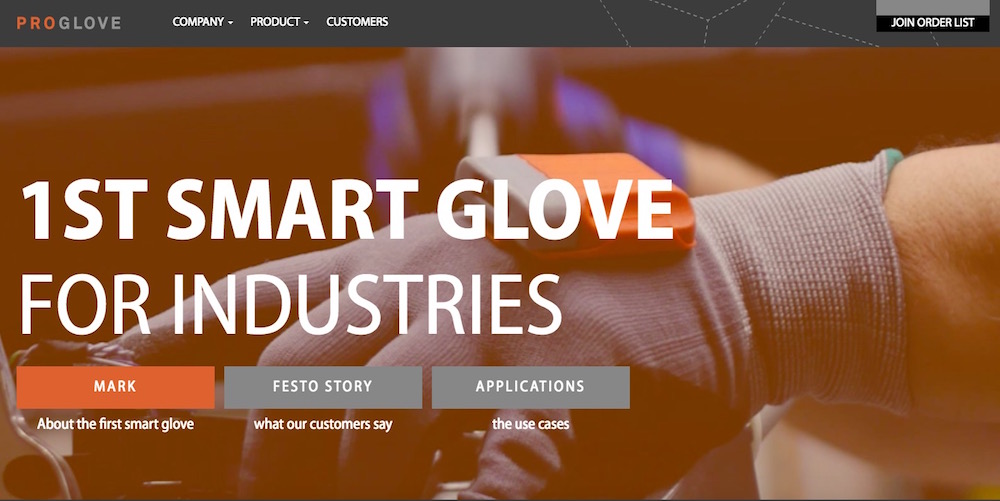 PROGLOVE
COMPANY
PRODUCT
CUSTOMERS
JOIN ORDER LIST
1ST SMART GLOVE
FOR INDUSTRIES
MARK
FESTO STORY
APPLICATIONS
About the first smart glove
what our customers say
the use cases